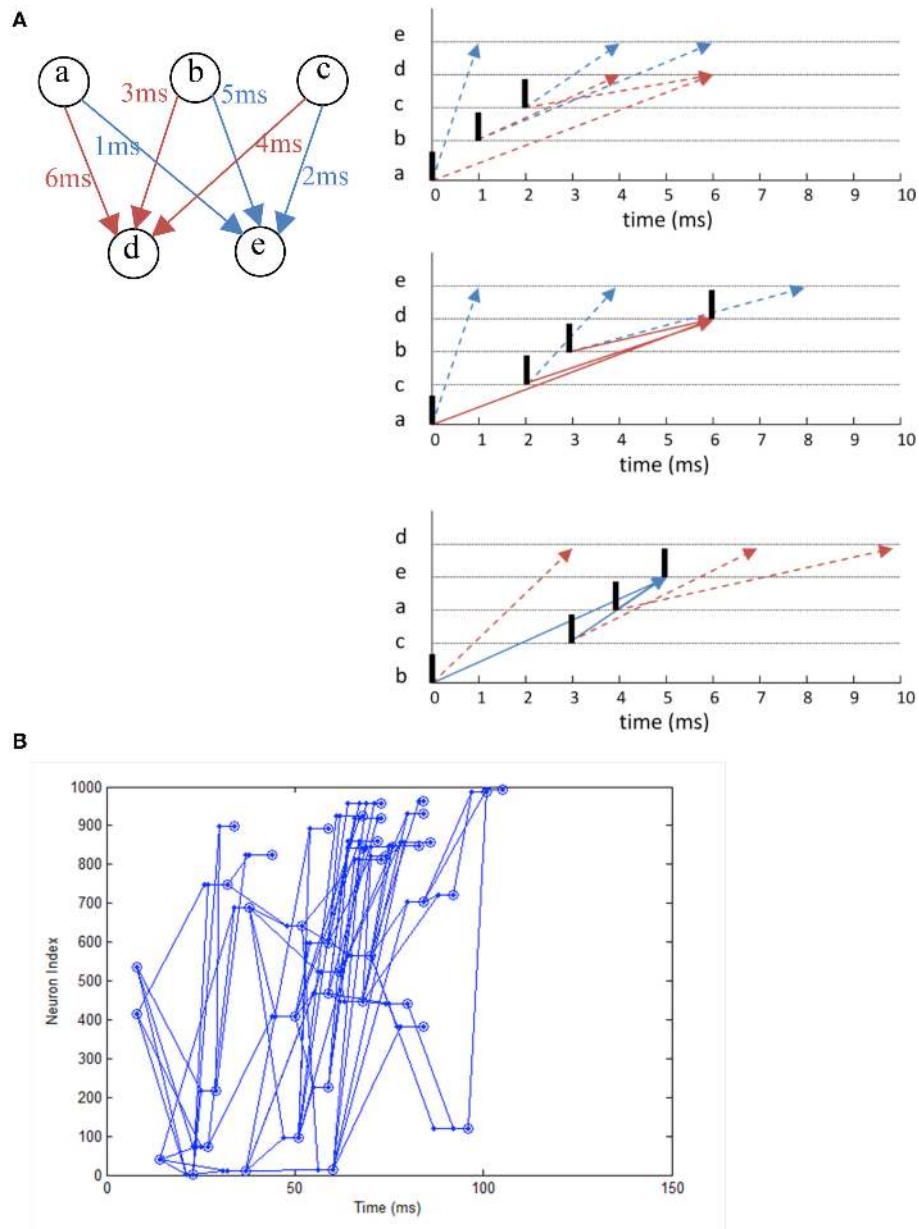 A
a b c
3ms 5ms
1ms 4ms
6ms 2ms
d e
e
d
c
b
a
0 1 2 3 4 5 6 7 8 9 10
time (ms)
e
d
b
c
a
0 1 2 3 4 5 6 7 8 9 10
time (ms)
d
e
a
c
b
0 1 2 3 4 5 6 7 8 9 10
time (ms)
B
1000
900
800
700
600
500
400
300
200
100
0
Neuron Index
0 50 100 150
Time (ms)